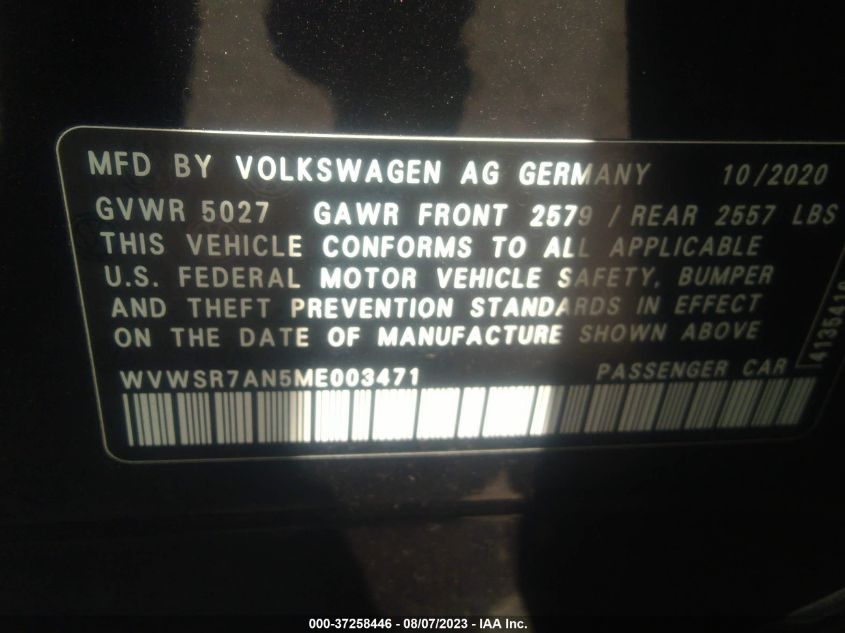 MFD BY VOLKSWAGEN AG GERMANY 10/2020
GVWR 5027 GAWR FRONT 2579 / REAR 2557 LBS
THIS VEHICLE CONFORMS TO ALL APPLICABLE
U.S. FEDERAL MOTOR VEHICLE SAFETY, BUMPER
AND THEFT PREVENTION STANDARDS IN EFFECT
ON THE DATE OF MANUFACTURE SHOWN ABOVE
WVWSR7AN5ME003471 PASSENGER CAR
000-37258446 - 08/07/2023 - IAA Inc.